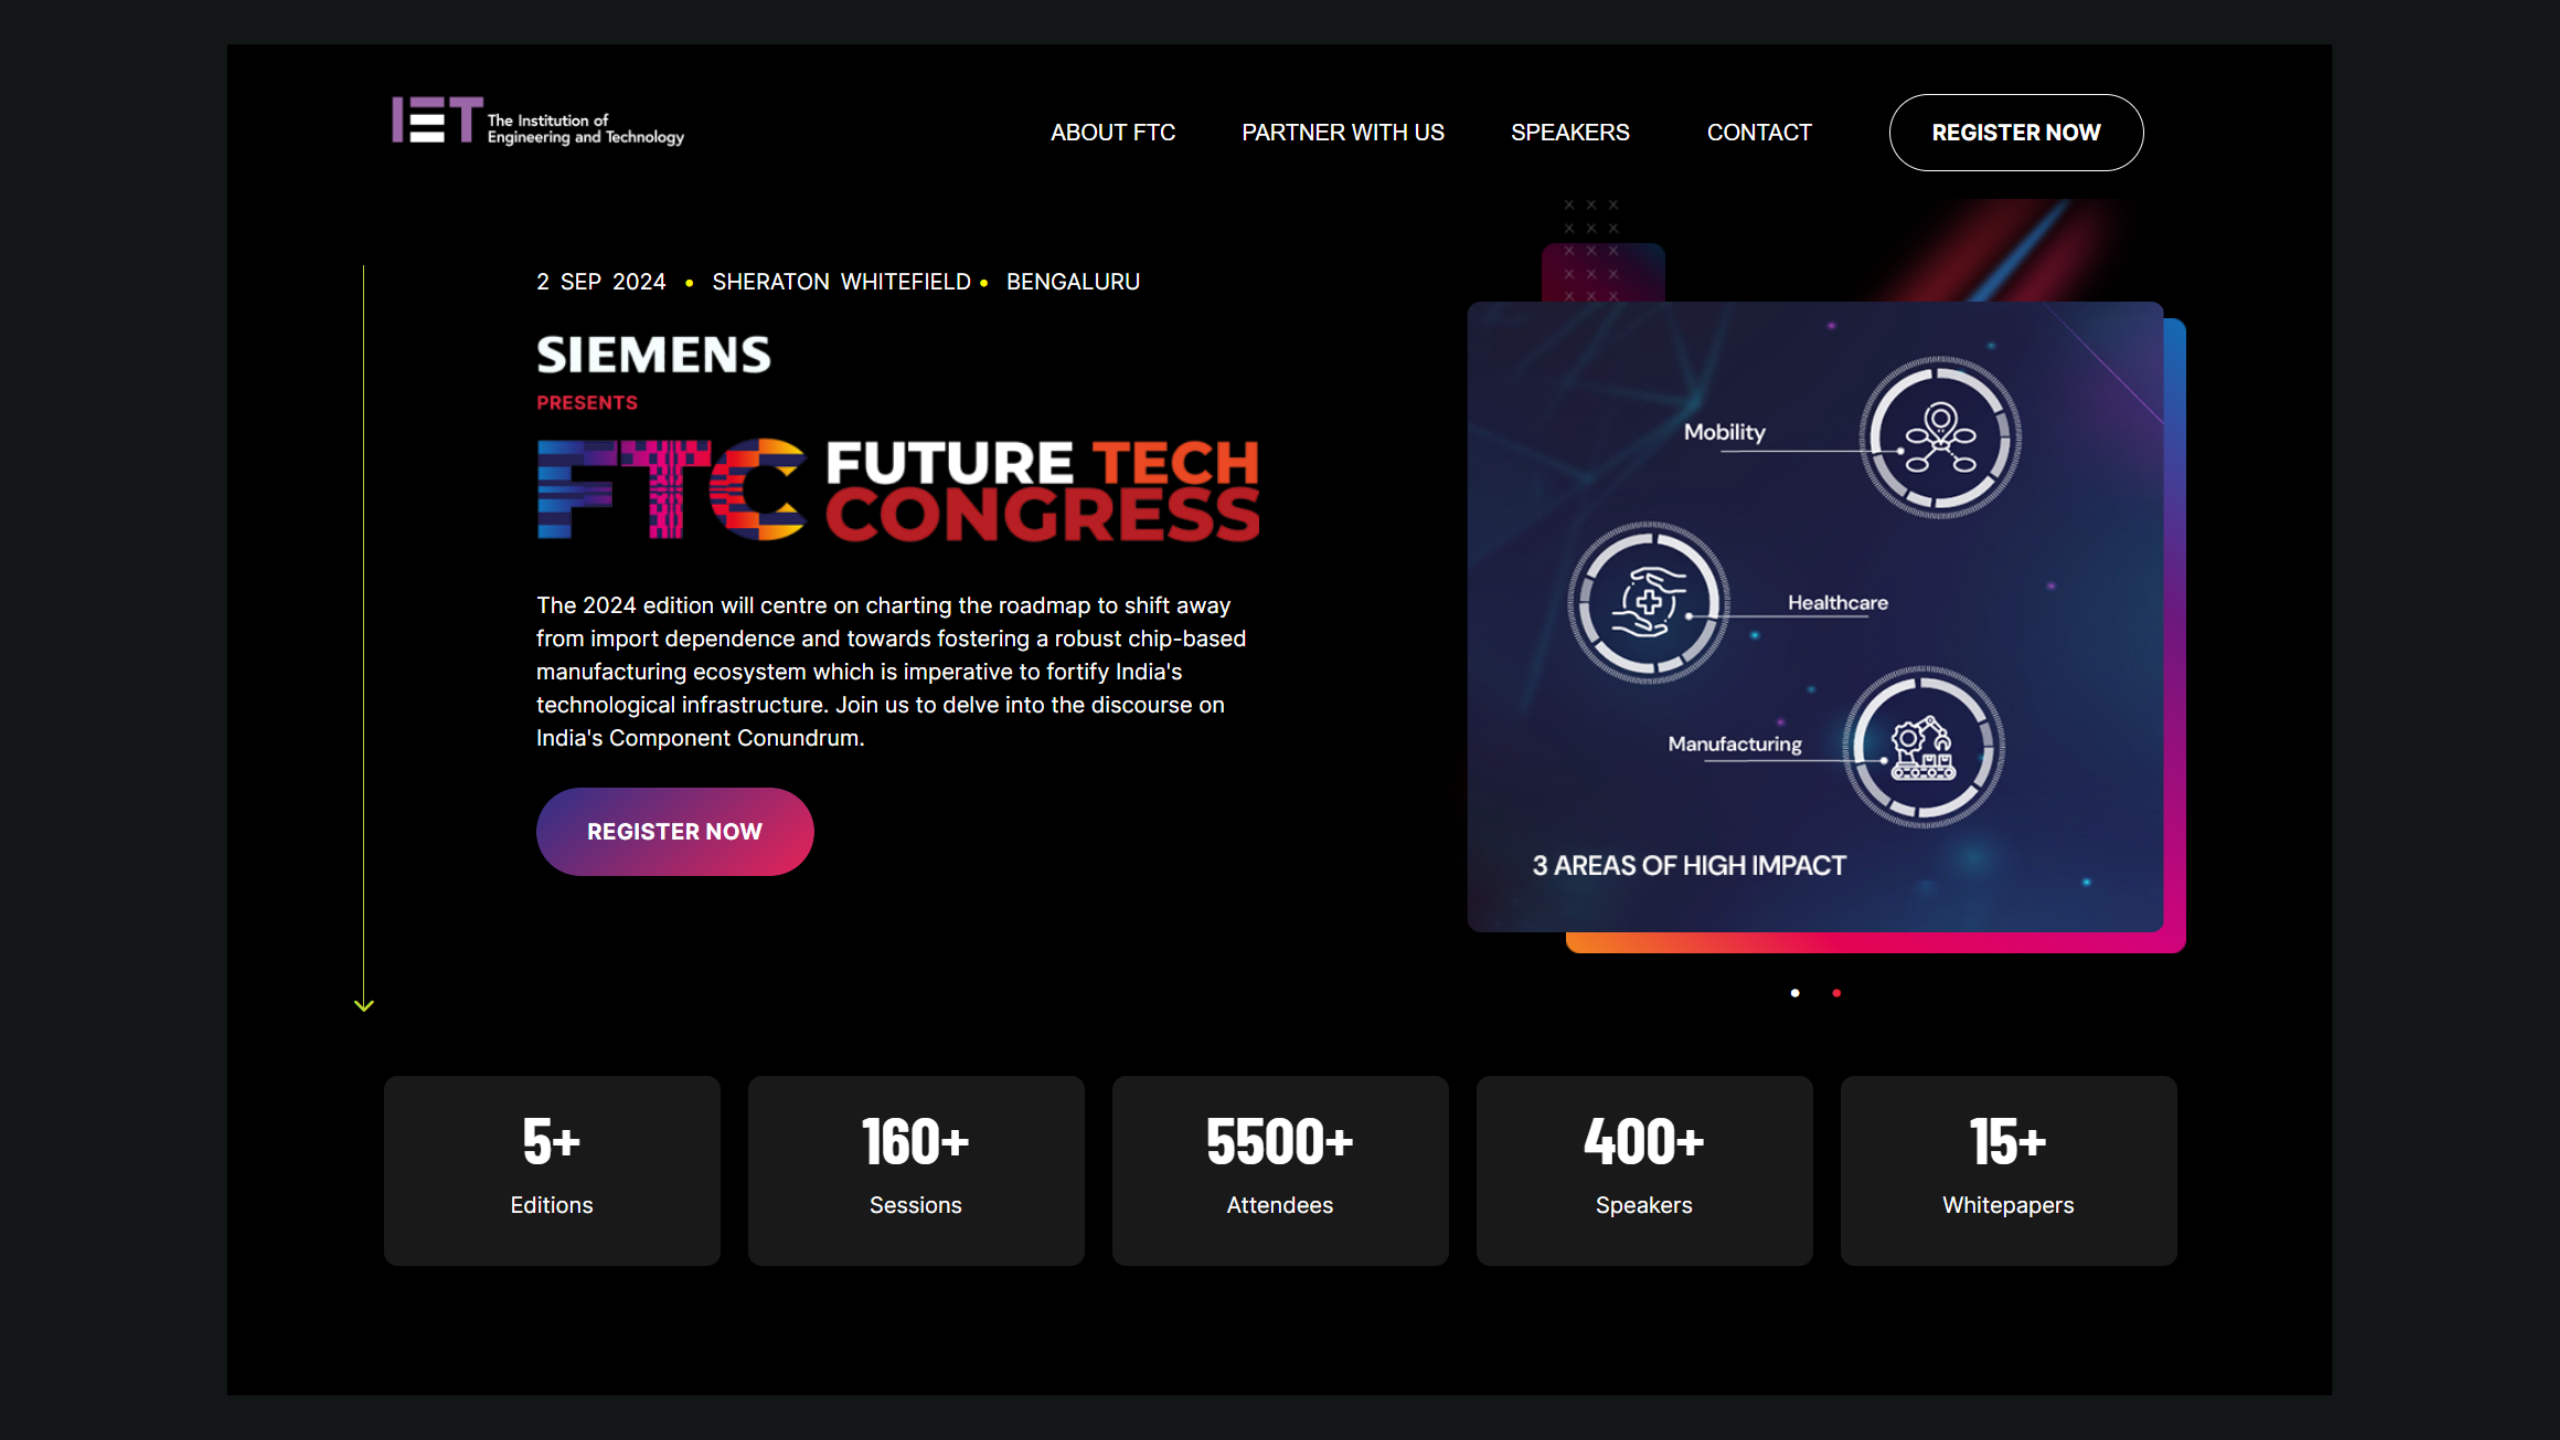 IET The Institution of
Engineering and Technology
ABOUT FTC
PARTNER WITH US
SPEAKERS
CONTACT
REGISTER NOW
2 SEP 2024 • SHERATON WHITEFIELD • BENGALURU
SIEMENS
PRESENTS
FTC FUTURE TECH
CONGRESS
The 2024 edition will centre on charting the roadmap to shift away
from import dependence and towards fostering a robust chip-based
manufacturing ecosystem which is imperative to fortify India's
technological infrastructure. Join us to delve into the discourse on
India's Component Conundrum.
REGISTER NOW
Mobility
Healthcare
Manufacturing
3 AREAS OF HIGH IMPACT
5+
Editions
160+
Sessions
5500+
Attendees
400+
Speakers
15+
Whitepapers